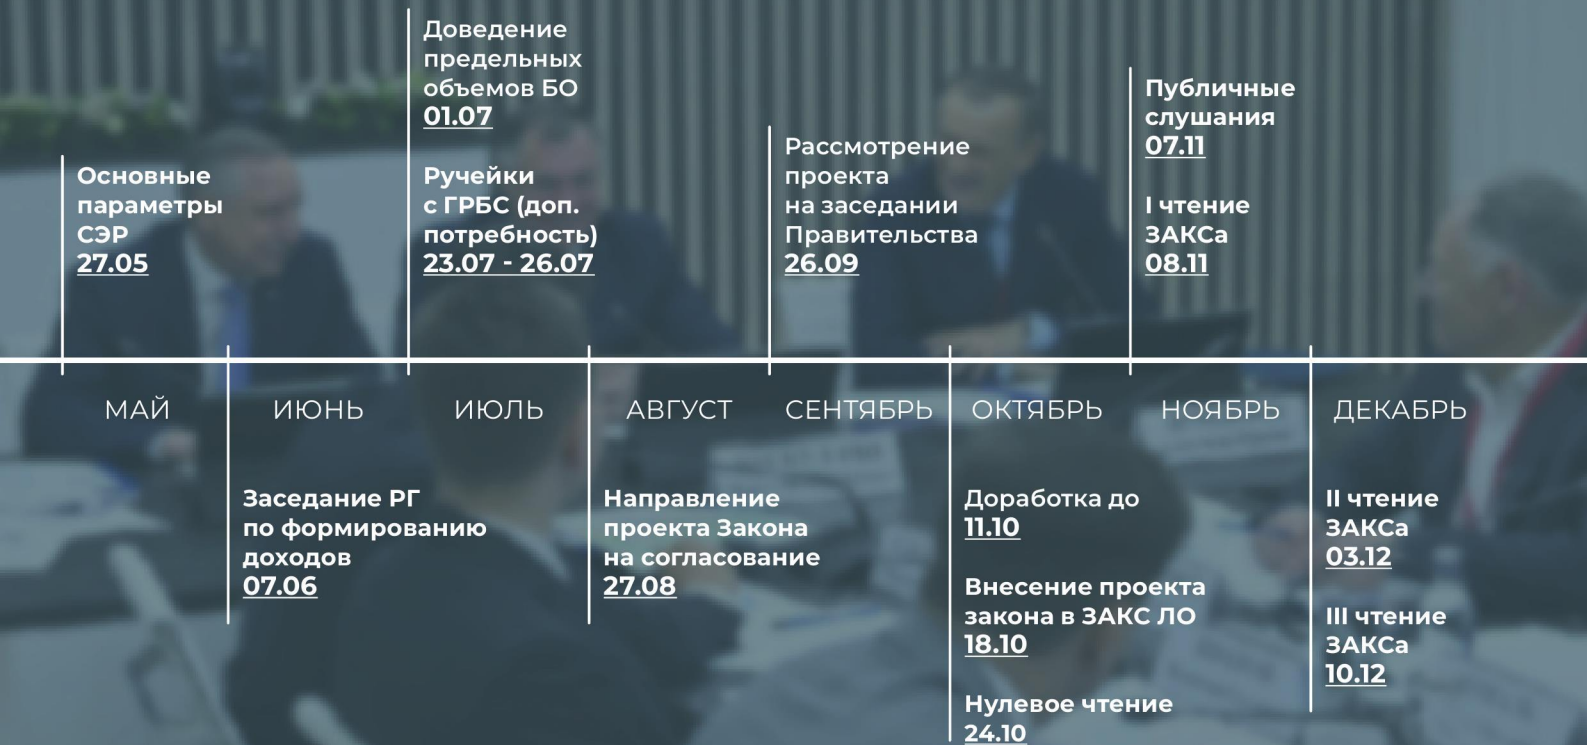 Доведение
предельных
объемов БО
01.07
Ручейки
с ГРБС (доп.
потребность)
23.07 - 26.07
Основные
параметры
СЭР
27.05
Рассмотрение
проекта
на заседании
Правительства
26.09
Публичные
слушания
07.11
I чтение
ЗАКСа
08.11
МАЙ
ИЮНЬ
ИЮЛЬ
АВГУСТ
СЕНТЯБРЬ
ОКТЯБРЬ
НОЯБРЬ
ДЕКАБРЬ
Заседание РГ
по формированию
доходов
07.06
Направление
проекта Закона
на согласование
27.08
Доработка до
11.10
Внесение проекта
закона в ЗАКС ЛО
18.10
Нулевое чтение
24.10
II чтение
ЗАКСа
03.12
III чтение
ЗАКСа
10.12